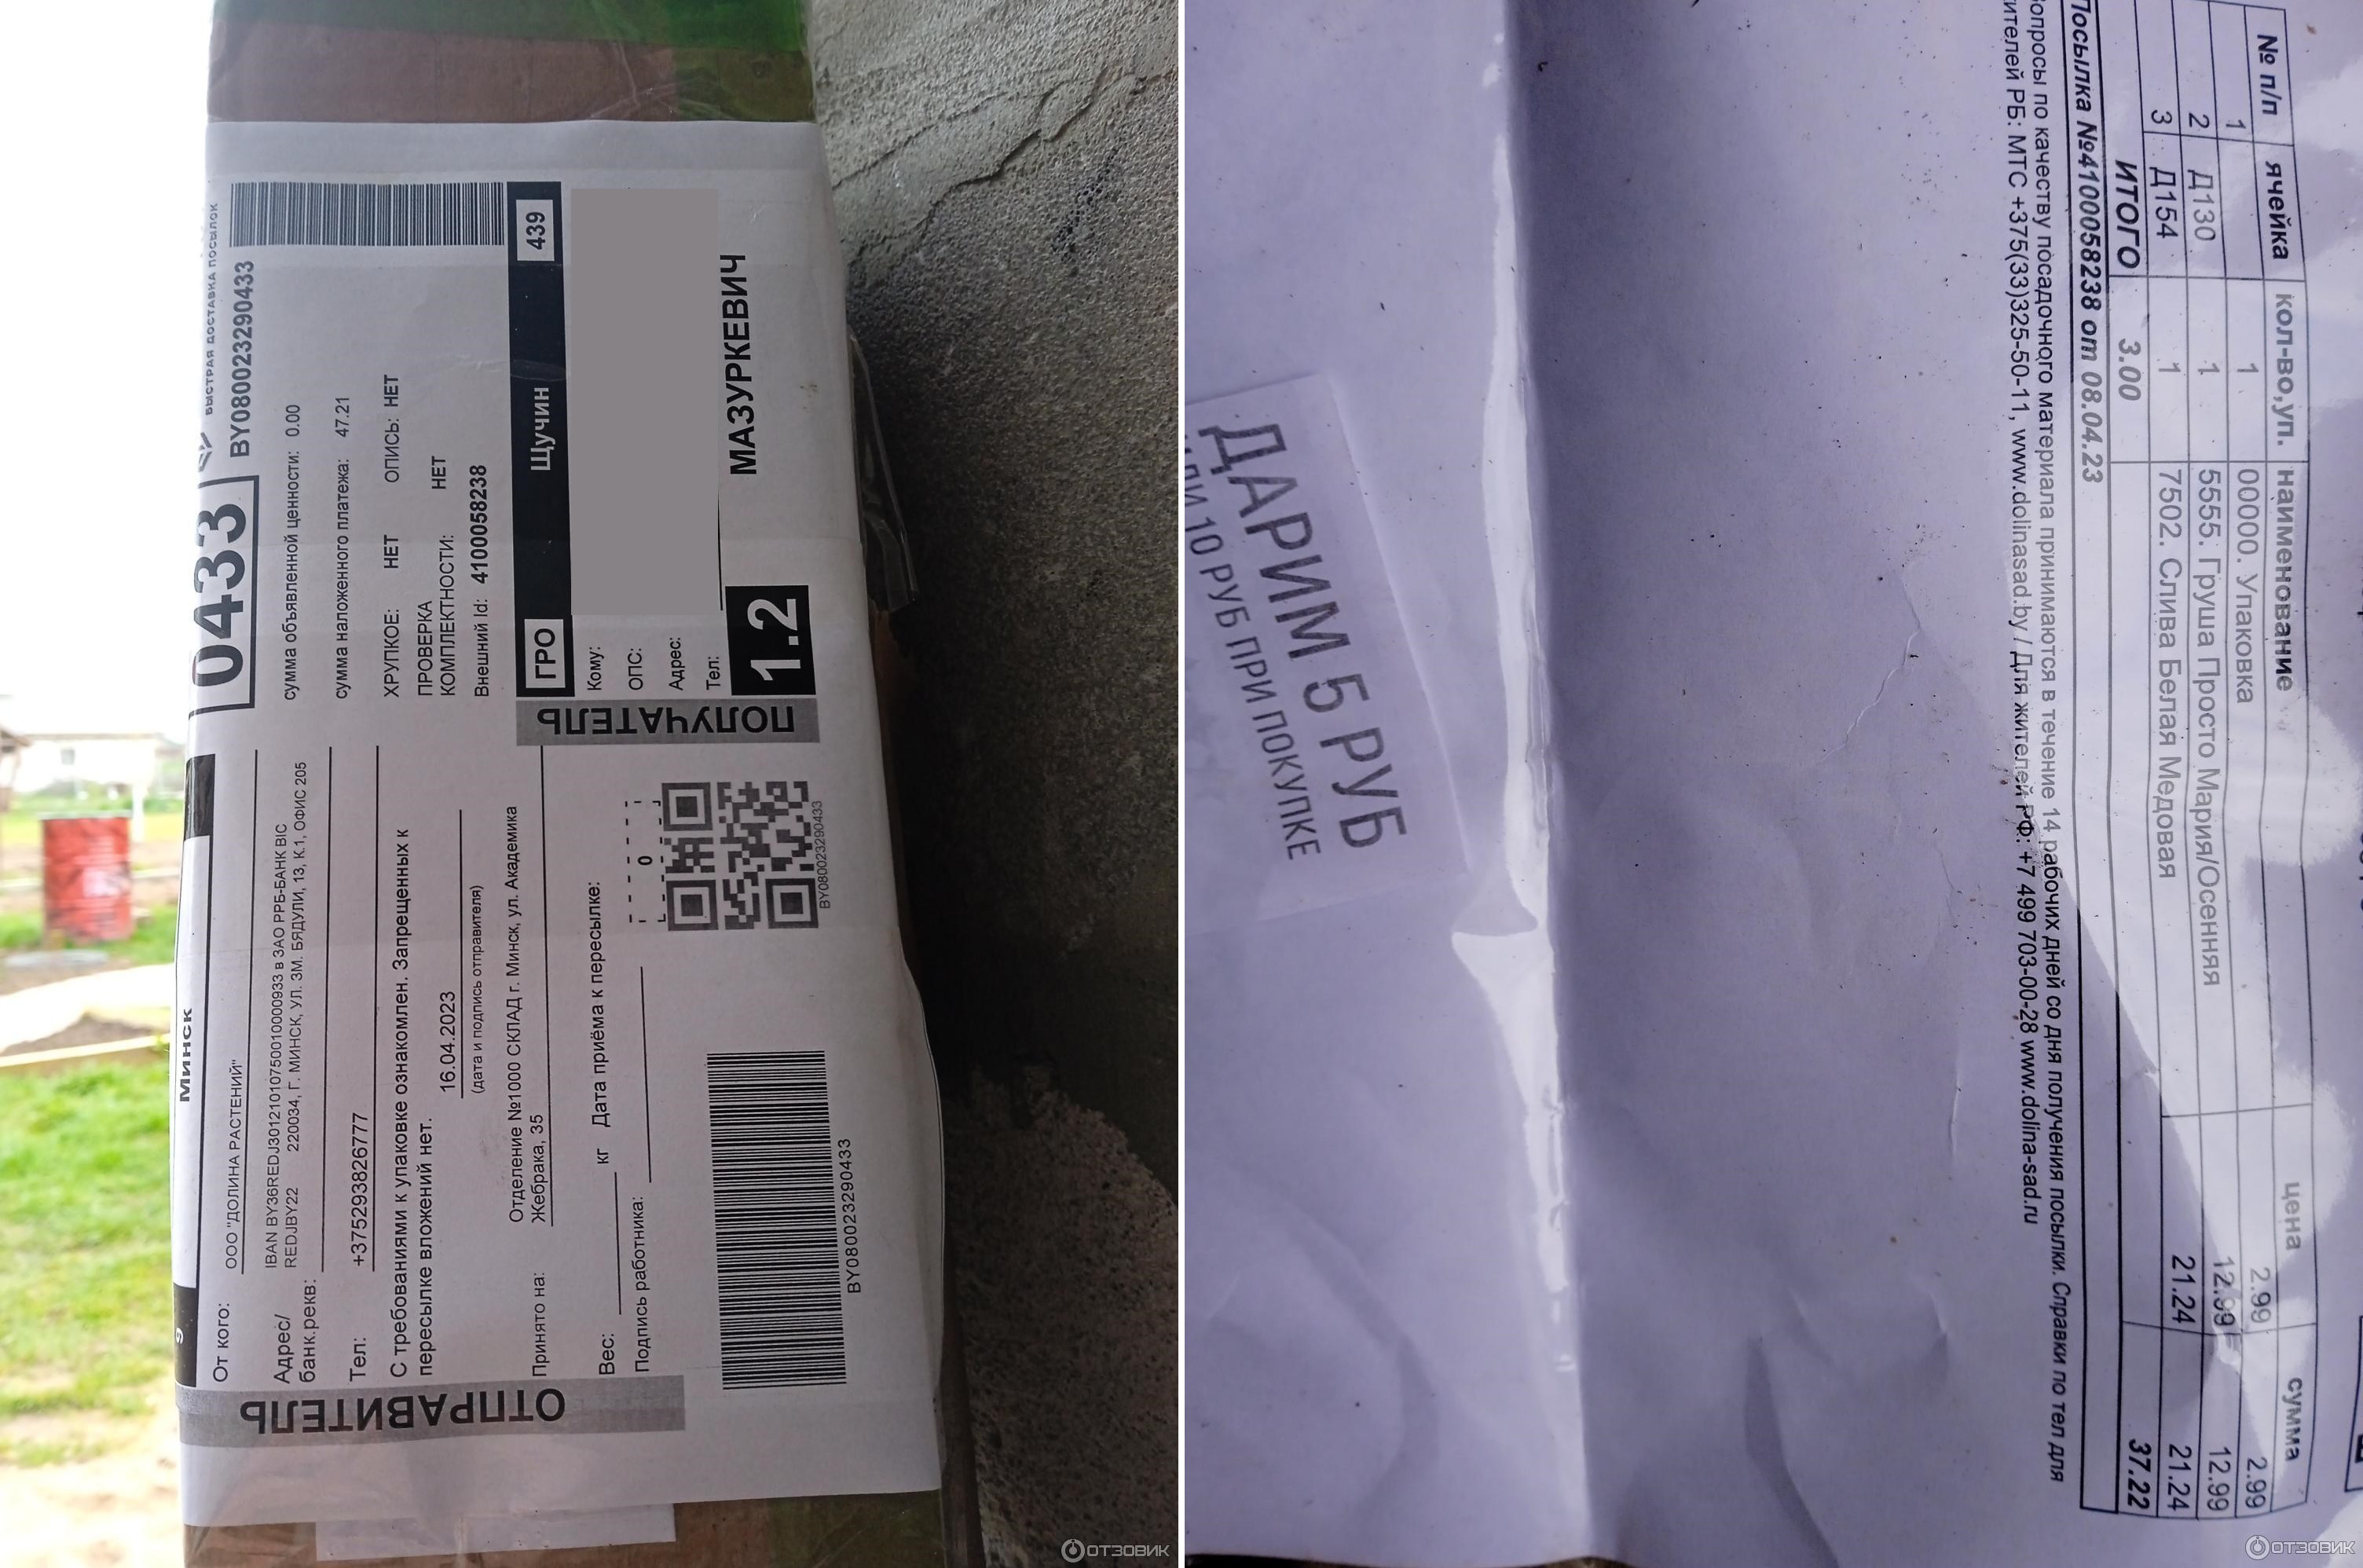 БЫСТРАЯ ДОСТАВКА ПОСЫЛОК
0433
BY080023290433
Минск
От кого: ООО "ДОЛИНА РАСТЕНИЙ"
Адрес/
банк.рекв:
IBAN BY36REDJ30121010750010000933 в ЗАО РРБ-БАНК BIC
REDJBY22 220034, Г. МИНСК, УЛ. ЗМ. БЯДУЛИ, 13, К.1, ОФИС 205
Тел: +375293826777
С требованиями к упаковке ознакомлен. Запрещенных к
пересылке вложений нет.
16.04.2023
(дата и подпись отправителя)
Принято на: Отделение №1000 СКЛАД г. Минск, ул. Академика
Жебрака, 35
Вес: кг Дата приёма к пересылке:
Подпись работника:
0
ОТПРАВИТЕЛЬ
BY080023290433
BY080023290433
сумма объявленной ценности: 0.00
сумма наложенного платежа: 47.21
ХРУПКОЕ: НЕТ ОПИСЬ: НЕТ
ПРОВЕРКА
КОМПЛЕКТНОСТИ: НЕТ
Внешний Id: 4100058238
ГРО Щучин 439
Кому:
ОПС:
Адрес:
Тел:
1.2 МАЗУРКЕВИЧ
ПОЛУЧАТЕЛЬ
ОТЗОВИК
№ п/п ячейка кол-во,уп. наименование цена сумма
1 1 00000. Упаковка 2.99 2.99
2 Д130 1 5555. Груша Просто Мария/Осенняя 12.99 12.99
3 Д154 1 7502. Слива Белая Медовая 21.24 21.24
ИТОГО 3.00 37.22
Посылка №4100058238 от 08.04.23
опросы по качеству посадочного материала принимаются в течение 14 рабочих дней со дня получения посылки. Справки по тел для
ителей РБ: МТС +375(33)325-50-11, www.dolinasad.by / Для жителей РФ: +7 499 703-00-28 www.dolina-sad.ru
ДАРИМ 5 РУБ
ИЛИ 10 РУБ ПРИ ПОКУПКЕ
ОТЗОВИК